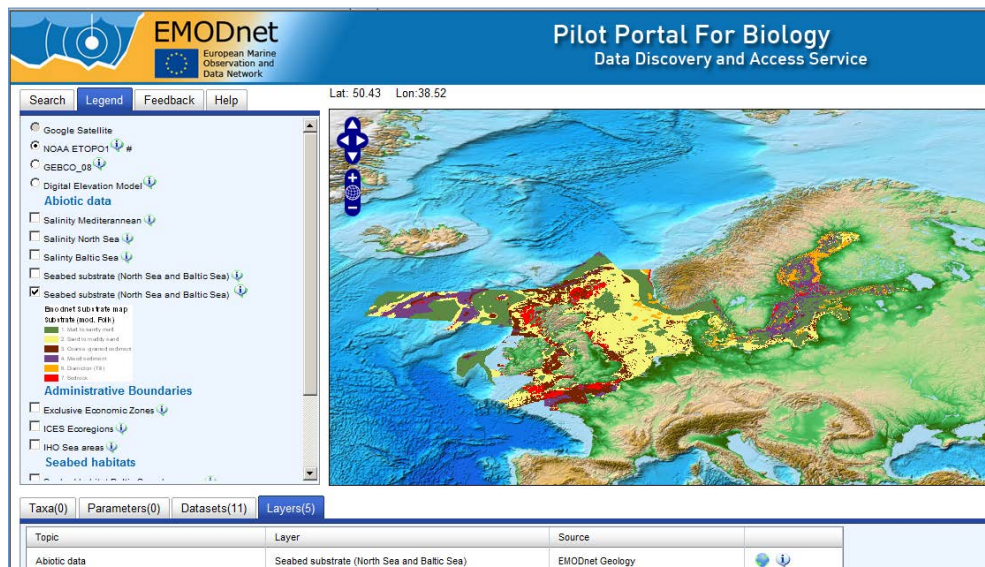 EMODnet
European Marine
Observation and
Data Network
Pilot Portal For Biology
Data Discovery and Access Service
Search Legend Feedback Help
Lat: 50.43 Lon:38.52
Google Satellite
NOAA ETOPO1 #
GEBCO_08
Digital Elevation Model
Abiotic data
Salinity Mediterannean
Salinity North Sea
Salinty Baltic Sea
Seabed substrate (North Sea and Baltic Sea)
Seabed substrate (North Sea and Baltic Sea)
Emodnet Substrate map
Substrate (mod. Folk)
1. Mud to sandy mud
2. Sand to muddy sand
3. Coarse-grained sediment
4. Mixed sediment
6. Diamicton (Till)
7. Bedrock
Administrative Boundaries
Exclusive Economic Zones
ICES Ecoregions
IHO Sea areas
Seabed habitats
Taxa(0) Parameters(0) Datasets(11) Layers(5)
Topic Layer Source
Abiotic data Seabed substrate (North Sea and Baltic Sea) EMODnet Geology